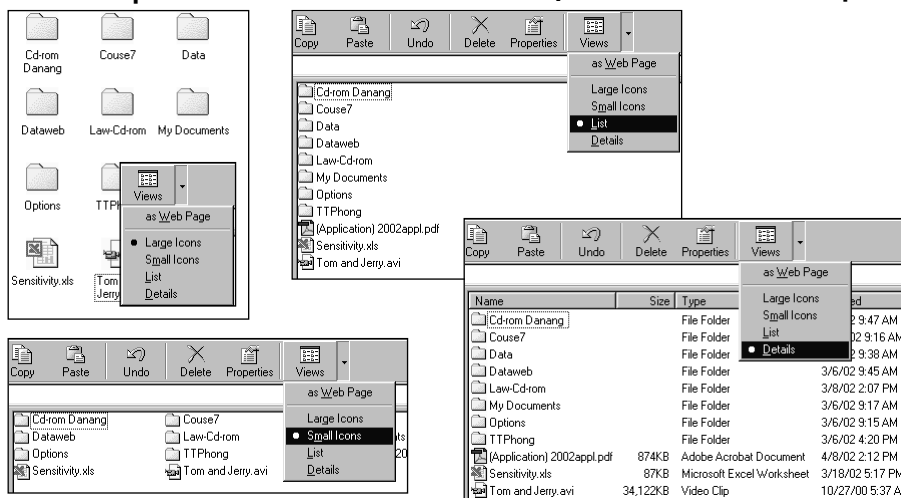 Cd-rom Danang
Couse7
Data
Dataweb
Law-Cd-rom
My Documents
Options
Sensitivity.xls
Tom
Jerry
Views
as Web Page
Large Icons
Small Icons
List
Details
Copy Paste Undo Delete Properties Views
as Web Page
Large Icons
Small Icons
List
Details
Cd-rom Danang
Couse7
Data
Dataweb
Law-Cd-rom
My Documents
Options
TTPhong
(Application) 2002appl.pdf
Sensitivity.xls
Tom and Jerry.avi
Copy Paste Undo Delete Properties Views
as Web Page
Large Icons
Small Icons
List
Details
Cd-rom Danang Couse7
Dataweb Law-Cd-rom
Options TTPhong
Sensitivity.xls Tom and Jerry.avi
Copy Paste Undo Delete Properties Views
as Web Page
Large Icons
Small Icons
List
Details
Name Size Type
Cd-rom Danang File Folder 9:47 AM
Couse7 File Folder 9:16 AM
Data File Folder 9:38 AM
Dataweb File Folder 3/6/02 9:45 AM
Law-Cd-rom File Folder 3/8/02 2:07 PM
My Documents File Folder 3/6/02 9:17 AM
Options File Folder 3/6/02 9:15 AM
TTPhong File Folder 3/6/02 4:20 PM
(Application) 2002appl.pdf 874KB Adobe Acrobat Document 4/8/02 2:12 PM
Sensitivity.xls 87KB Microsoft Excel Worksheet 3/18/02 5:17 PM
Tom and Jerry.avi 34,122KB Video Clip 10/27/00 5:37 A